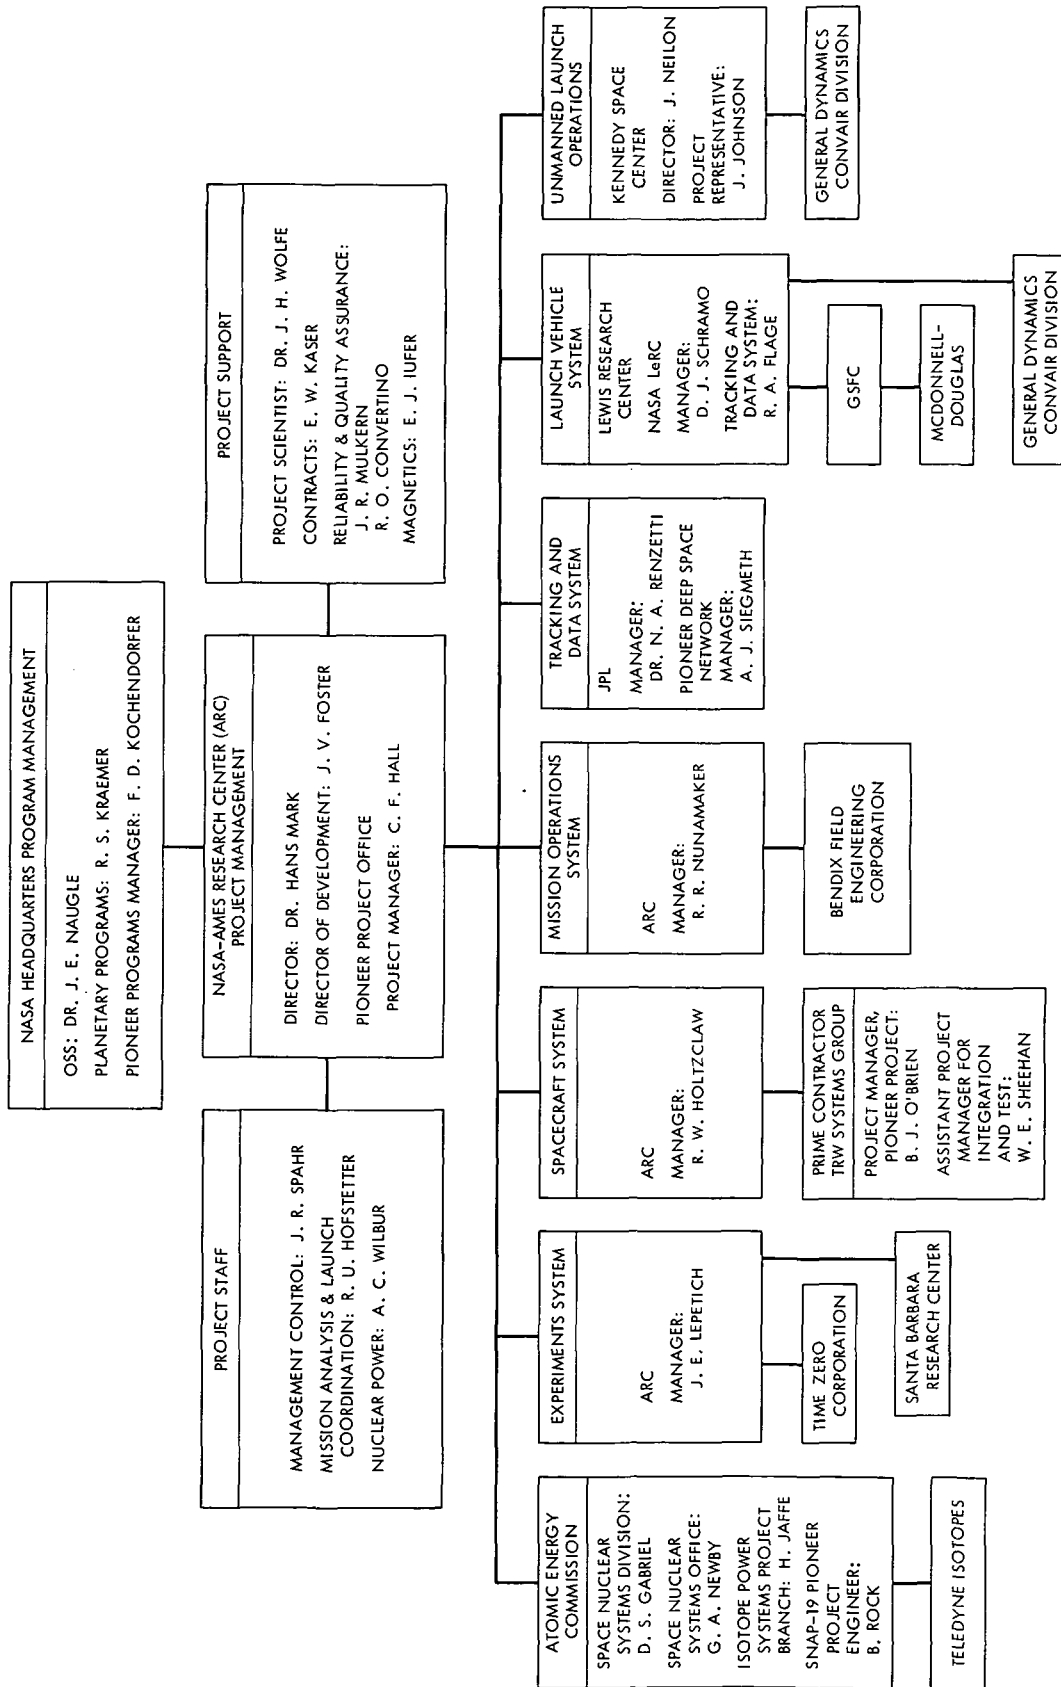 NASA HEADQUARTERS PROGRAM MANAGEMENT
OSS: DR. J. E. NAUGLE
PLANETARY PROGRAMS: R. S. KRAEMER
PIONEER PROGRAMS MANAGER: F. D. KOCHENDORFER
PROJECT STAFF
MANAGEMENT CONTROL: J. R. SPAHR
MISSION ANALYSIS & LAUNCH
COORDINATION: R. U. HOFSTETTER
NUCLEAR POWER: A. C. WILBUR
NASA-AMES RESEARCH CENTER (ARC)
PROJECT MANAGEMENT
DIRECTOR: DR. HANS MARK
DIRECTOR OF DEVELOPMENT: J. V. FOSTER
PIONEER PROJECT OFFICE
PROJECT MANAGER: C. F. HALL
PROJECT SUPPORT
PROJECT SCIENTIST: DR. J. H. WOLFE
CONTRACTS: E. W. KASER
RELIABILITY & QUALITY ASSURANCE:
J. R. MULKERN
R. O. CONVERTINO
MAGNETICS: E. J. IUFER
ATOMIC ENERGY
COMMISSION
SPACE NUCLEAR
SYSTEMS DIVISION:
D. S. GABRIEL
SPACE NUCLEAR
SYSTEMS OFFICE:
G. A. NEWBY
ISOTOPE POWER
SYSTEMS PROJECT
BRANCH: H. JAFFE
SNAP-19 PIONEER
PROJECT
ENGINEER:
B. ROCK
TELEDYNE ISOTOPES
EXPERIMENTS SYSTEM
ARC
MANAGER:
J. E. LEPETICH
TIME ZERO
CORPORATION
SANTA BARBARA
RESEARCH CENTER
SPACECRAFT SYSTEM
ARC
MANAGER:
R. W. HOLTZCLAW
PRIME CONTRACTOR
TRW SYSTEMS GROUP
PROJECT MANAGER,
PIONEER PROJECT:
B. J. O'BRIEN
ASSISTANT PROJECT
MANAGER FOR
INTEGRATION
AND TEST:
W. E. SHEEHAN
MISSION OPERATIONS
SYSTEM
ARC
MANAGER:
R. R. NUNAMAKER
BENDIX FIELD
ENGINEERING
CORPORATION
TRACKING AND
DATA SYSTEM
JPL
MANAGER:
DR. N. A. RENZETTI
PIONEER DEEP SPACE
NETWORK
MANAGER:
A. J. SIEGMETH
LAUNCH VEHICLE
SYSTEM
LEWIS RESEARCH
CENTER
NASA LeRC
MANAGER:
D. J. SCHRAMO
TRACKING AND
DATA SYSTEM:
R. A. FLAGE
GSFC
MCDONNELL-
DOUGLAS
GENERAL DYNAMICS
CONVAIR DIVISION
UNMANNED LAUNCH
OPERATIONS
KENNEDY SPACE
CENTER
DIRECTOR: J. NEILON
PROJECT
REPRESENTATIVE:
J. JOHNSON
GENERAL DYNAMICS
CONVAIR DIVISION